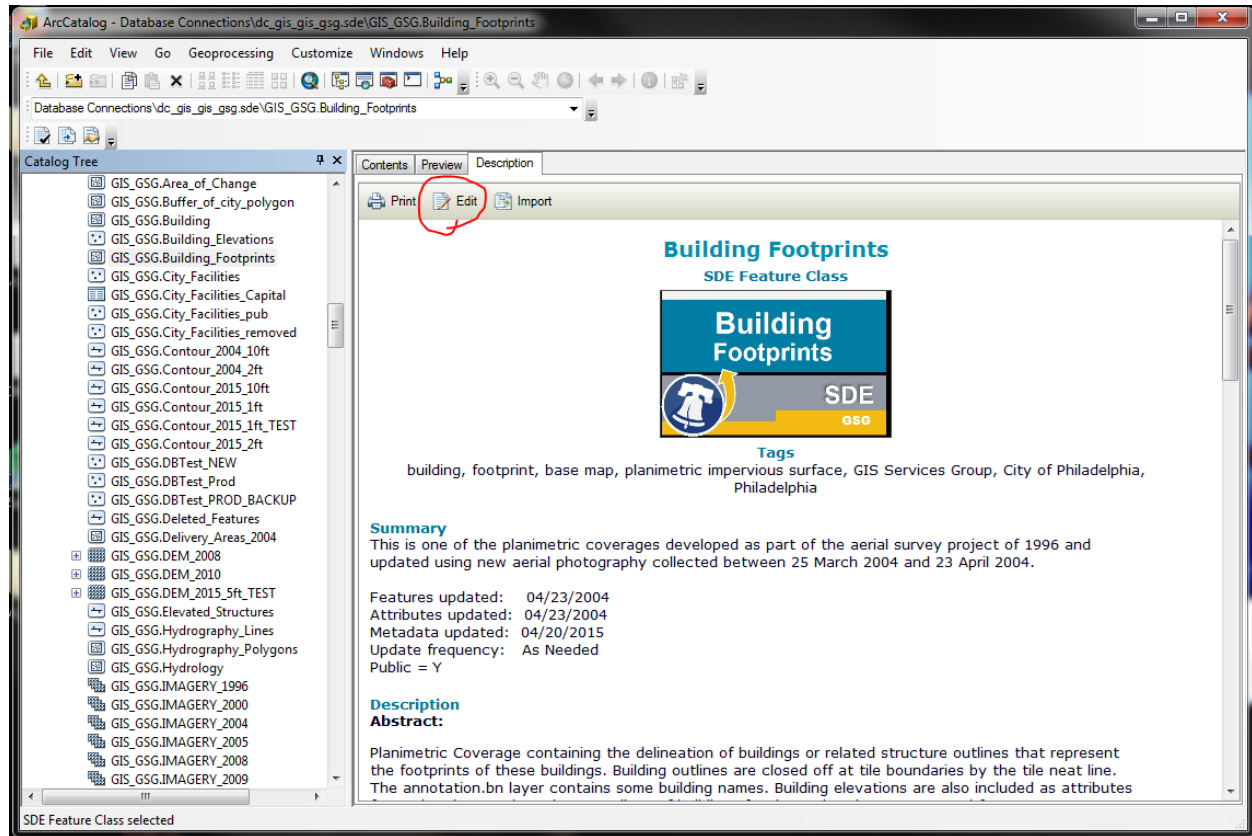 ArcCatalog - Database Connections\dc_gis_gis_gsg.sde\GIS_GSG.Building_Footprints
File Edit View Go Geoprocessing Customize Windows Help
Database Connections\dc_gis_gis_gsg.sde\GIS_GSG.Building_Footprints
Catalog Tree
GIS_GSG.Area_of_Change
GIS_GSG.Buffer_of_city_polygon
GIS_GSG.Building
GIS_GSG.Building_Elevations
GIS_GSG.Building_Footprints
GIS_GSG.City_Facilities
GIS_GSG.City_Facilities_Capital
GIS_GSG.City_Facilities_pub
GIS_GSG.City_Facilities_removed
GIS_GSG.Contour_2004_10ft
GIS_GSG.Contour_2004_2ft
GIS_GSG.Contour_2015_10ft
GIS_GSG.Contour_2015_1ft
GIS_GSG.Contour_2015_1ft_TEST
GIS_GSG.Contour_2015_2ft
GIS_GSG.DBTest_NEW
GIS_GSG.DBTest_Prod
GIS_GSG.DBTest_PROD_BACKUP
GIS_GSG.Deleted_Features
GIS_GSG.Delivery_Areas_2004
GIS_GSG.DEM_2008
GIS_GSG.DEM_2010
GIS_GSG.DEM_2015_5ft_TEST
GIS_GSG.Elevated_Structures
GIS_GSG.Hydrography_Lines
GIS_GSG.Hydrography_Polygons
GIS_GSG.Hydrology
GIS_GSG.IMAGERY_1996
GIS_GSG.IMAGERY_2000
GIS_GSG.IMAGERY_2004
GIS_GSG.IMAGERY_2005
GIS_GSG.IMAGERY_2008
GIS_GSG.IMAGERY_2009
Contents Preview Description
Print Edit Import
Building Footprints
SDE Feature Class
Building
Footprints
SDE
GSG
Tags
building, footprint, base map, planimetric impervious surface, GIS Services Group, City of Philadelphia,
Philadelphia
Summary
This is one of the planimetric coverages developed as part of the aerial survey project of 1996 and
updated using new aerial photography collected between 25 March 2004 and 23 April 2004.
Features updated: 04/23/2004
Attributes updated: 04/23/2004
Metadata updated: 04/20/2015
Update frequency: As Needed
Public = Y
Description
Abstract:
Planimetric Coverage containing the delineation of buildings or related structure outlines that represent
the footprints of these buildings. Building outlines are closed off at tile boundaries by the tile neat line.
The annotation.bn layer contains some building names. Building elevations are also included as attributes
SDE Feature Class selected